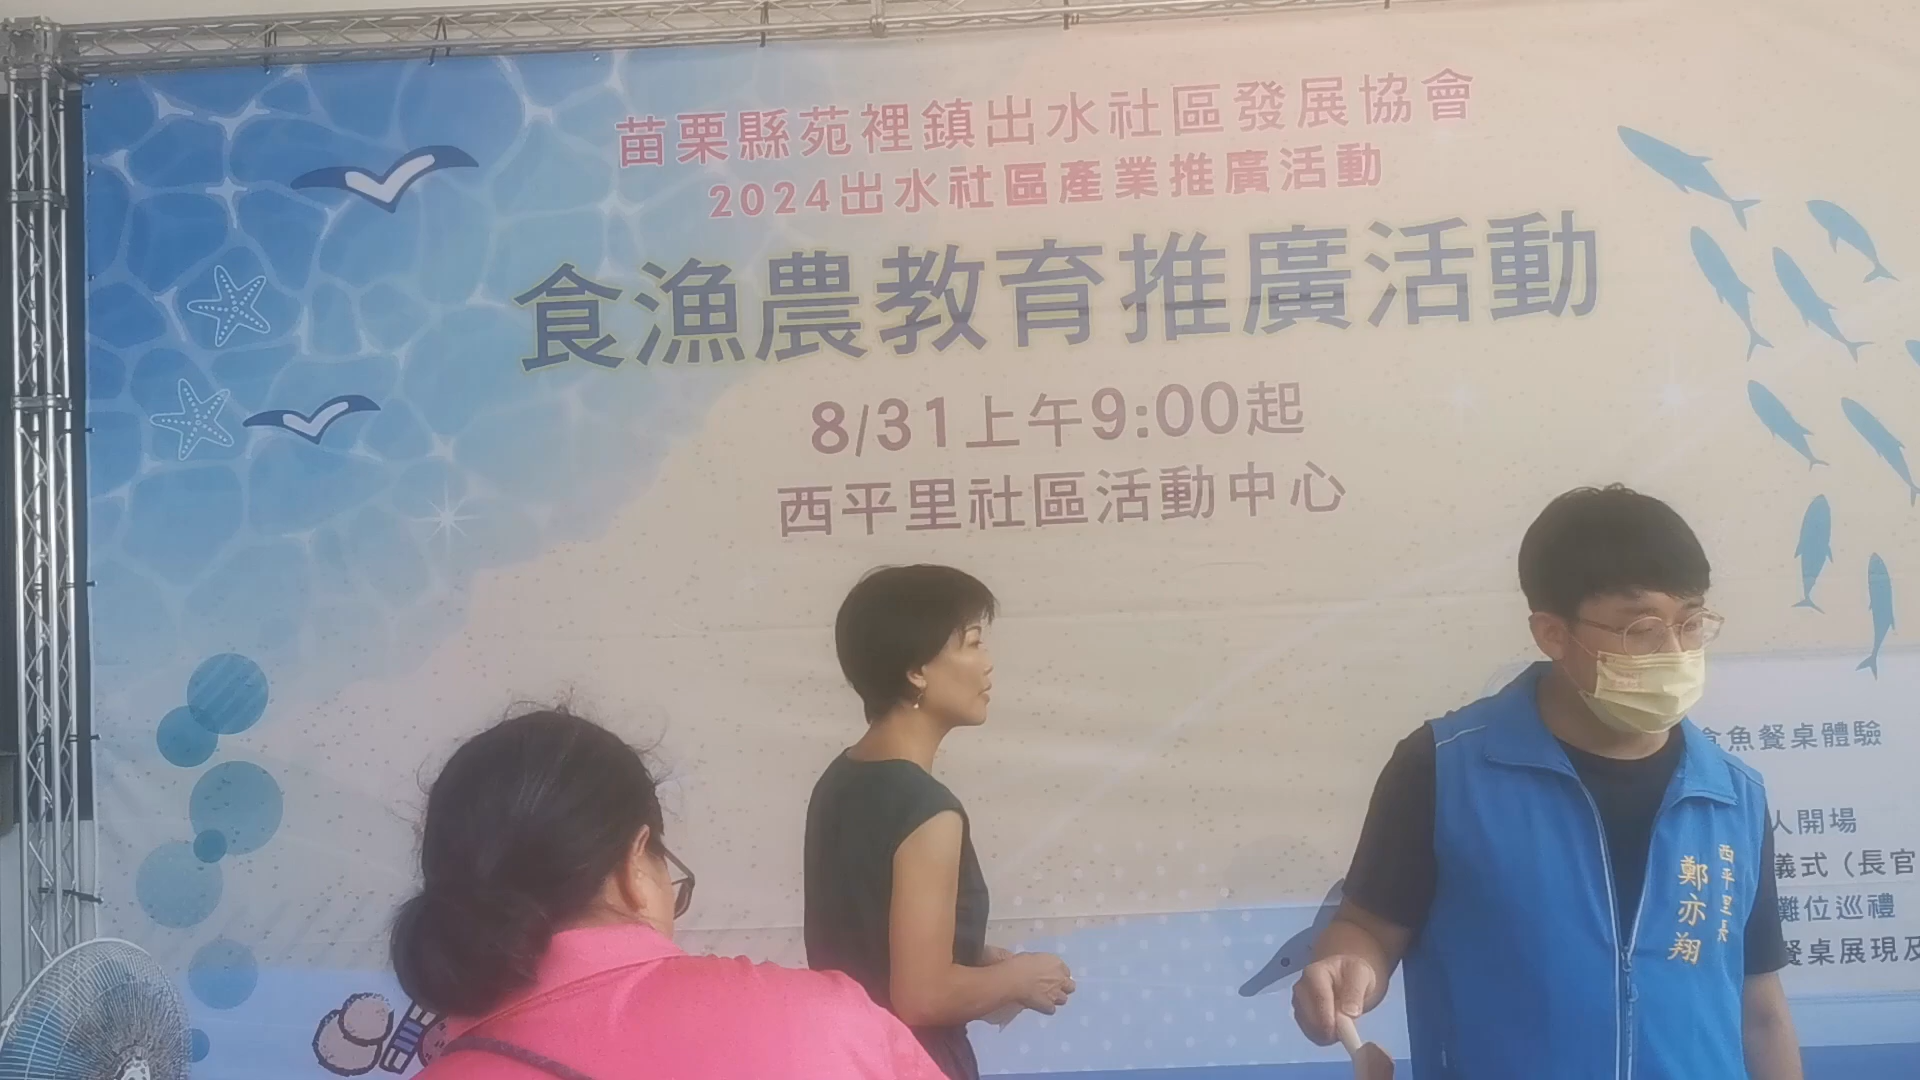 苗栗縣苑裡鎮出水社區發展協會
2024出水社區產業推廣活動
食漁農教育推廣活動
8/31上午9:00起
西平里社區活動中心
食魚餐桌體驗
人開場
儀式（長官
攤位巡禮
餐桌展現及
西平里長
鄭亦翔